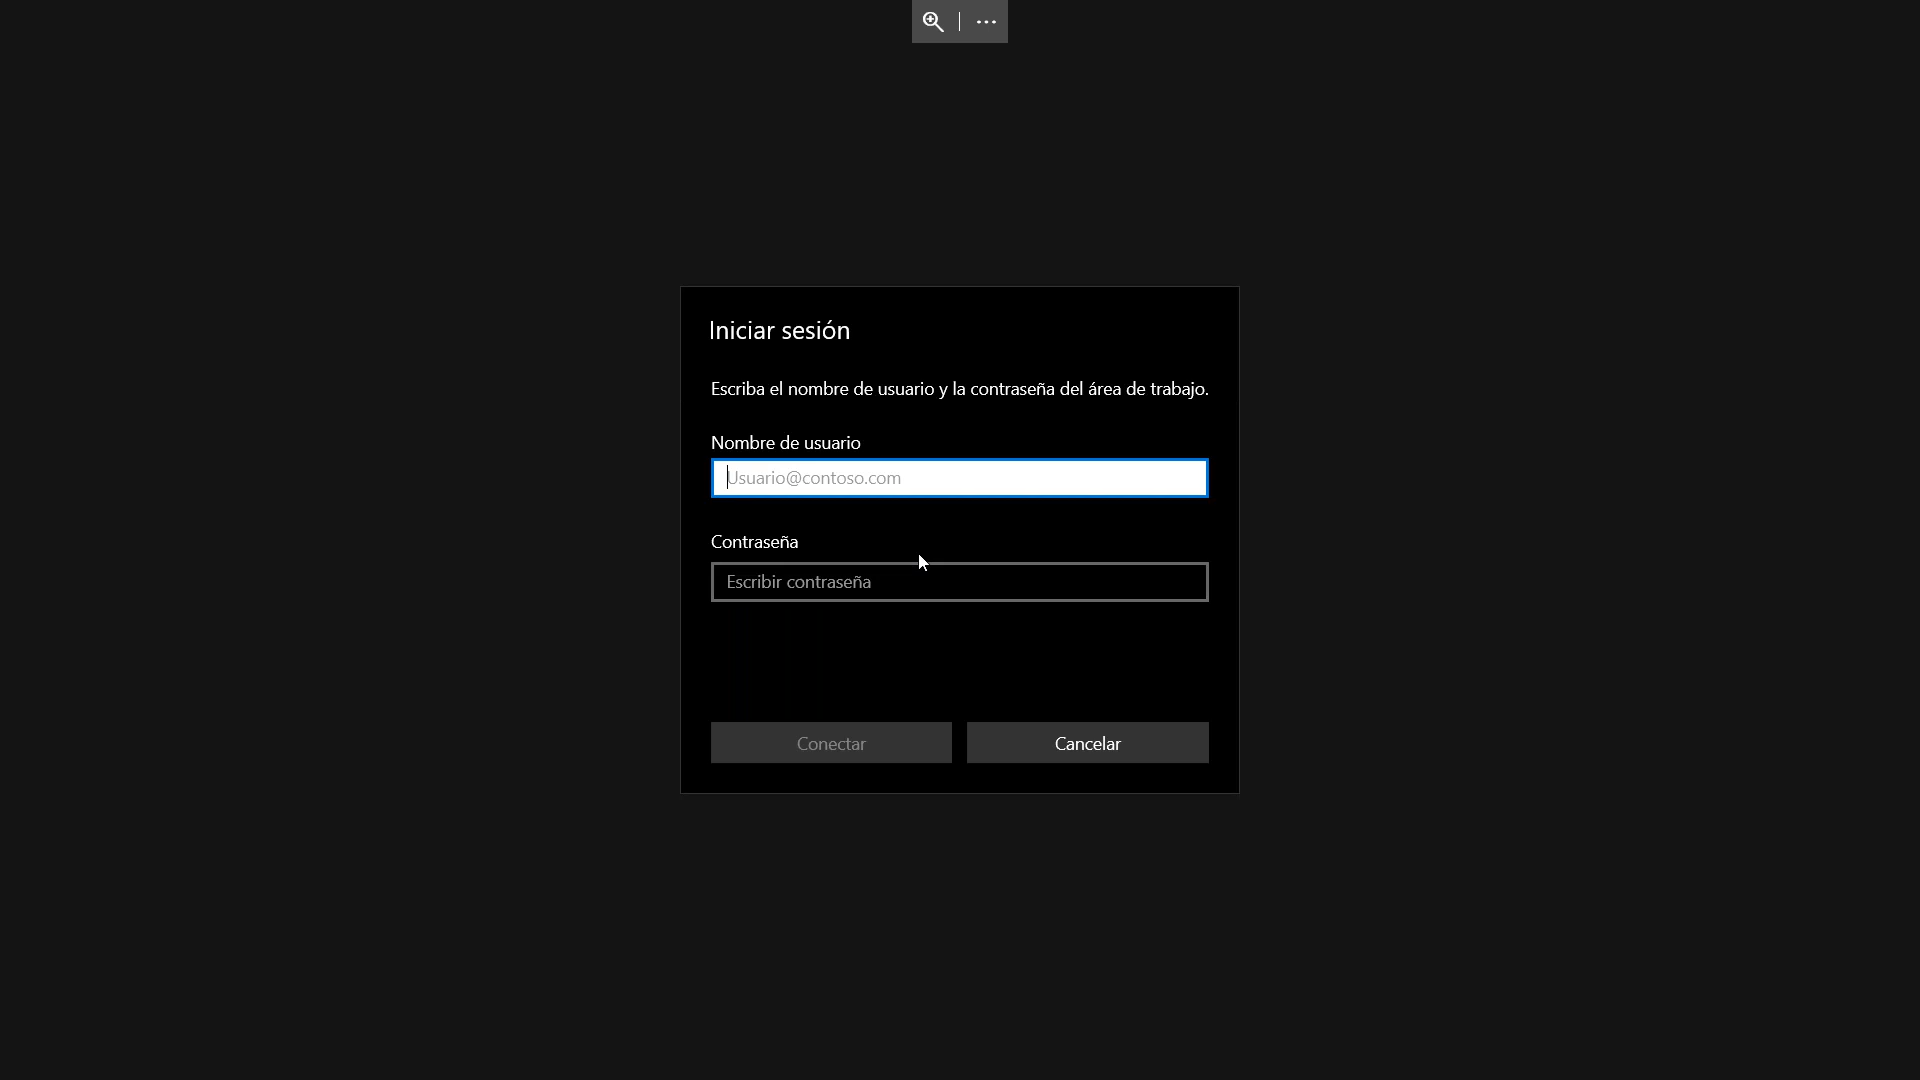 Iniciar sesión
Escriba el nombre de usuario y la contraseña del área de trabajo.
Nombre de usuario
Usuario@contoso.com
Contraseña
Escribir contraseña
Conectar Cancelar